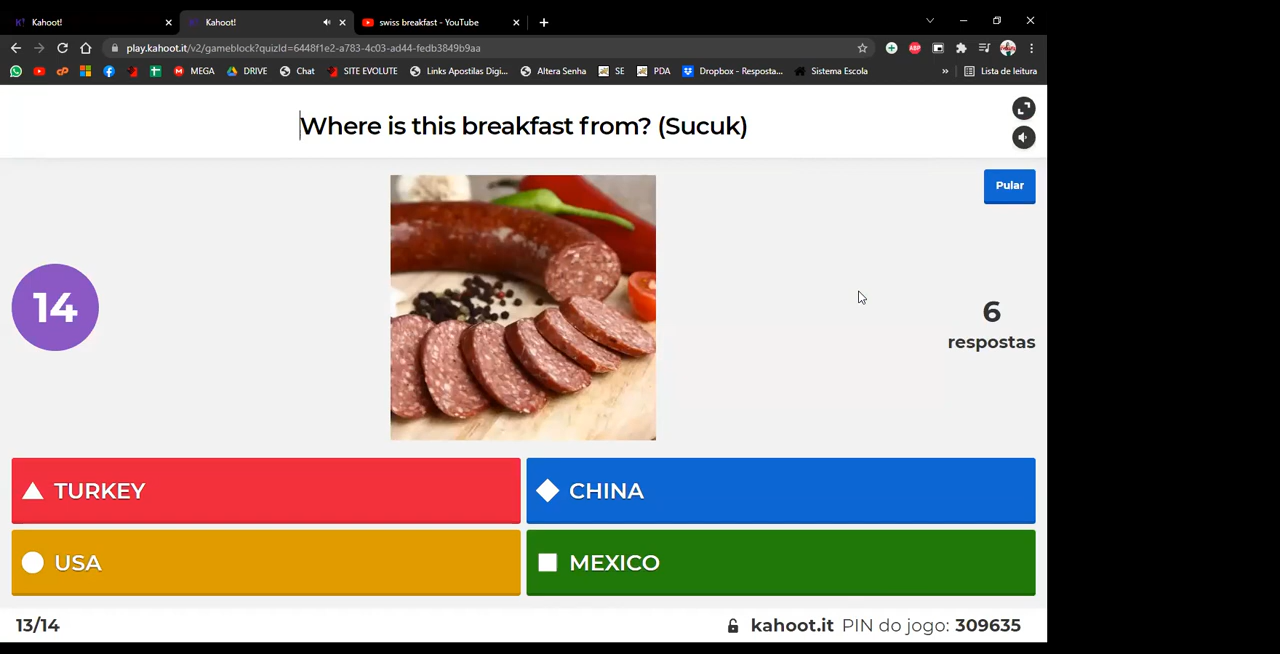 Kahoot!
Kahoot!
swiss breakfast - YouTube
play.kahoot.it/v2/gameblock?quizId=6448f1e2-a783-4c03-ad44-fedb3849b9aa
ABP
MEGA DRIVE Chat SITE EVOLUTE Links Apostilas Digi... Altera Senha SE PDA Dropbox - Resposta... Sistema Escola » Lista de leitura
Where is this breakfast from? (Sucuk)
Pular
14
6
respostas
TURKEY
CHINA
USA
MEXICO
13/14
kahoot.it PIN do jogo: 309635